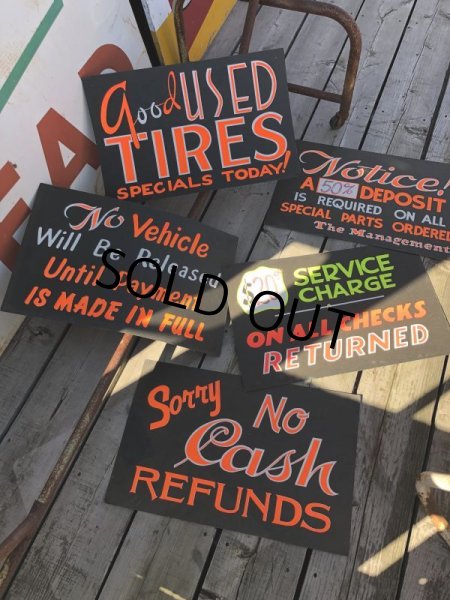 Good USED
TIRES
SPECIALS TODAY!
Notice!
A 50% DEPOSIT
IS REQUIRED ON ALL
SPECIAL PARTS ORDERED
The Management
No Vehicle
Will Be Released
Until Payment
IS MADE IN FULL
SERVICE
CHARGE
ON ALL CHECKS
RETURNED
SOLD OUT
Sorry No
Cash
REFUNDS